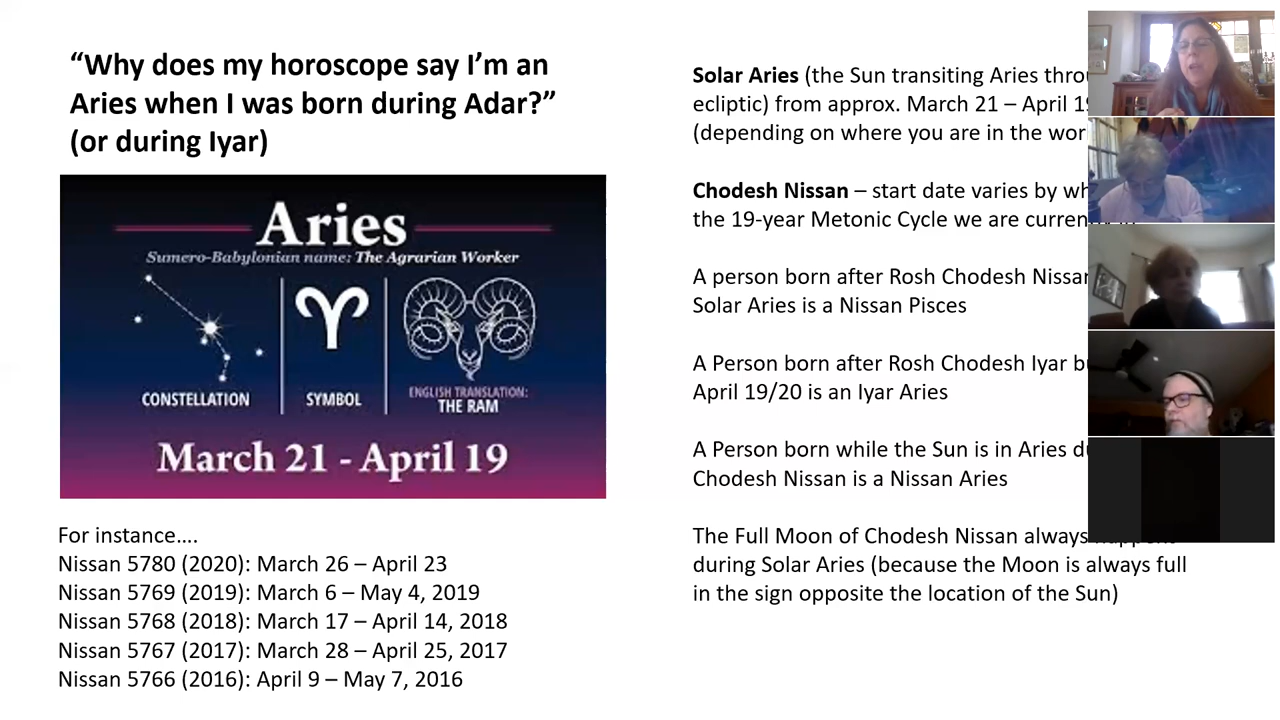 “Why does my horoscope say I’m an
Aries when I was born during Adar?”
(or during Iyar)
Aries
Sumero-Babylonian name: The Agrarian Worker
CONSTELLATION
SYMBOL
ENGLISH TRANSLATION:
THE RAM
March 21 - April 19
For instance….
Nissan 5780 (2020): March 26 – April 23
Nissan 5769 (2019): March 6 – May 4, 2019
Nissan 5768 (2018): March 17 – April 14, 2018
Nissan 5767 (2017): March 28 – April 25, 2017
Nissan 5766 (2016): April 9 – May 7, 2016
Solar Aries (the Sun transiting Aries
ecliptic) from approx. March 21 – April
(depending on where you are in the
Chodesh Nissan – start date varies by
the 19-year Metonic Cycle we are
A person born after Rosh Chodesh Nissan
Solar Aries is a Nissan Pisces
A Person born after Rosh Chodesh Iyar
April 19/20 is an Iyar Aries
A Person born while the Sun is in Aries
Chodesh Nissan is a Nissan Aries
The Full Moon of Chodesh Nissan always
during Solar Aries (because the Moon is always full
in the sign opposite the location of the Sun)